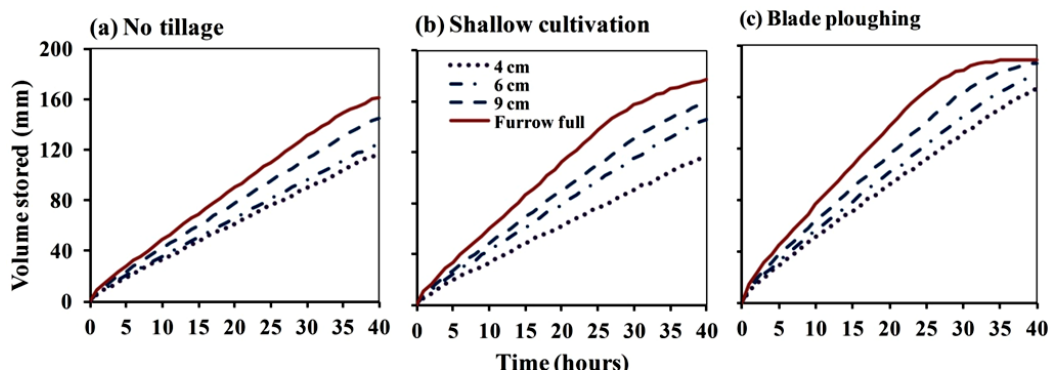 (a) No tillage
(b) Shallow cultivation
(c) Blade ploughing
Volume stored (mm)
200
160
120
80
40
0
4 cm
6 cm
9 cm
Furrow full
0 5 10 15 20 25 30 35 40
0 5 10 15 20 25 30 35 40
0 5 10 15 20 25 30 35 40
Time (hours)